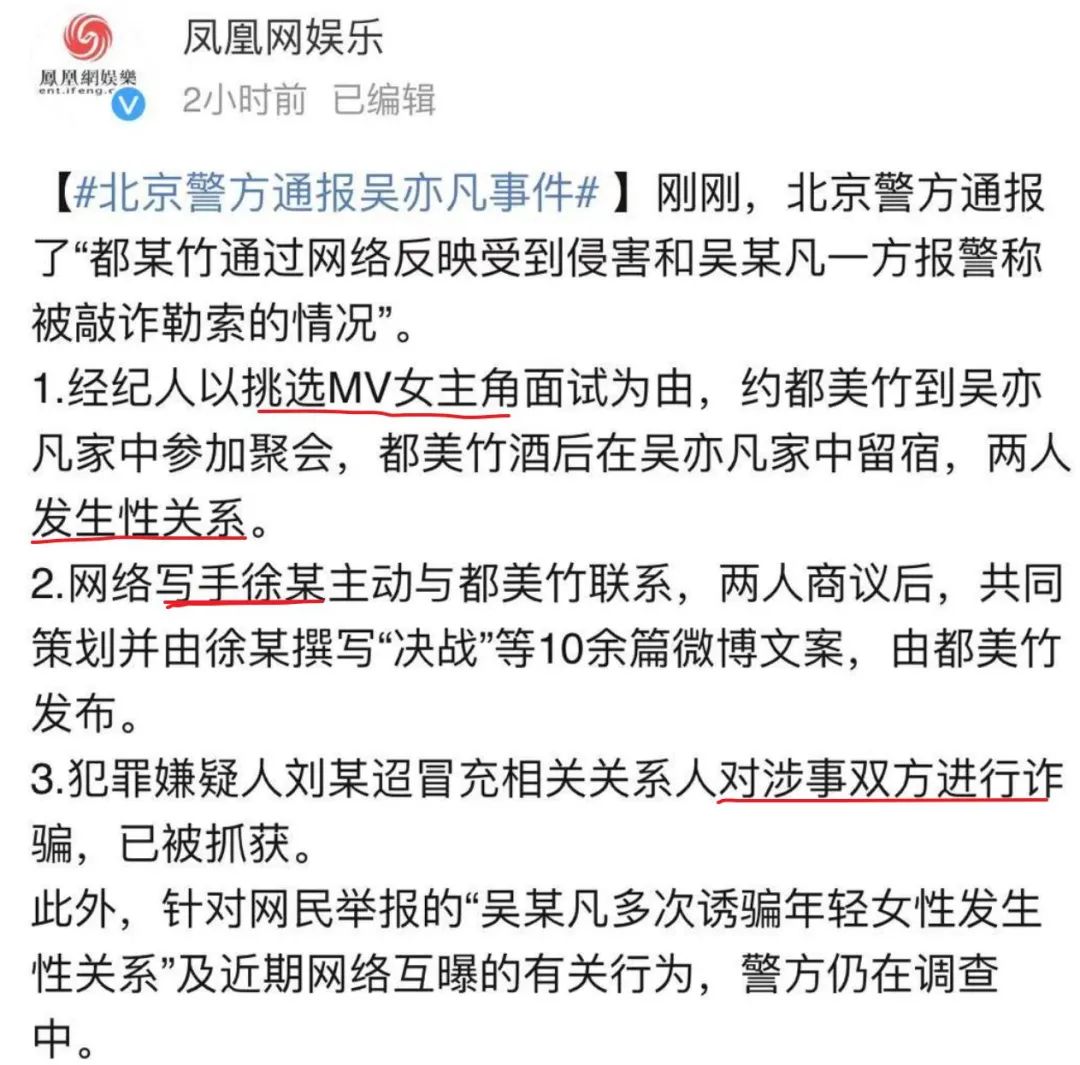 凤凰网娱乐
鳳凰網娛樂
ent.ifeng.c
2小时前 已编辑
【#北京警方通报吴亦凡事件# 】刚刚，北京警方通报
了“都某竹通过网络反映受到侵害和吴某凡一方报警称
被敲诈勒索的情况”。
1.经纪人以挑选MV女主角面试为由，约都美竹到吴亦
凡家中参加聚会，都美竹酒后在吴亦凡家中留宿，两人
发生性关系。
2.网络写手徐某主动与都美竹联系，两人商议后，共同
策划并由徐某撰写“决战”等10余篇微博文案，由都美竹
发布。
3.犯罪嫌疑人刘某迢冒充相关关系人对涉事双方进行诈
骗，已被抓获。
此外，针对网民举报的“吴某凡多次诱骗年轻女性发生
性关系”及近期网络互曝的有关行为，警方仍在调查
中。